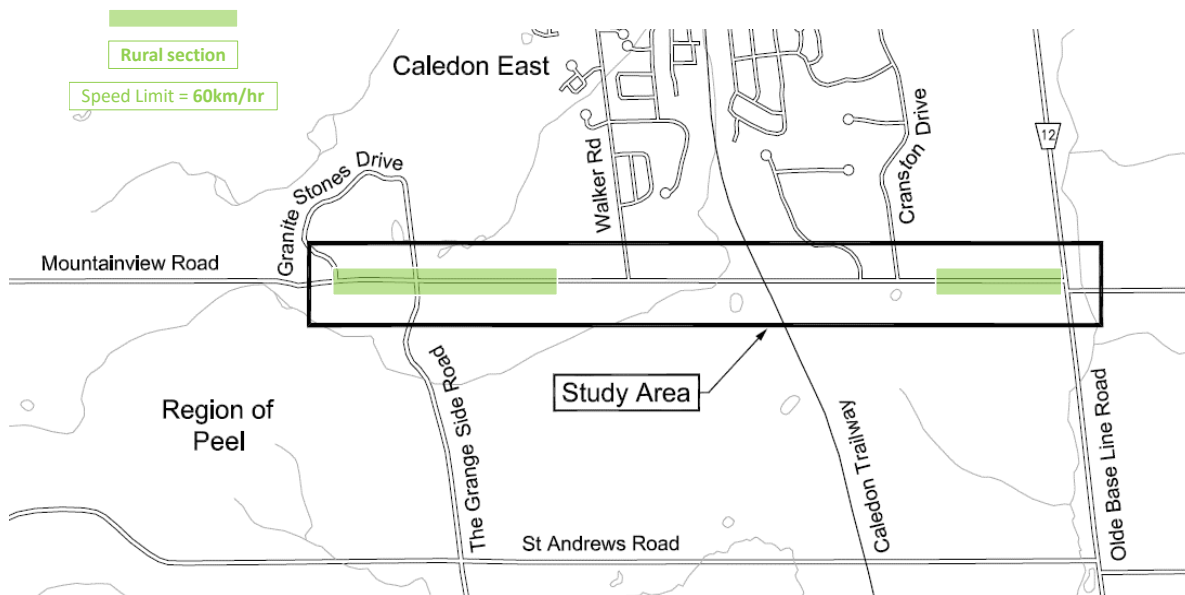 Rural section
Speed Limit = 60km/hr
Caledon East
12
Granite Stones Drive
Walker Rd
Cranston Drive
Mountainview Road
Study Area
Region of
Peel
The Grange Side Road
Caledon Trailway
Olde Base Line Road
St Andrews Road